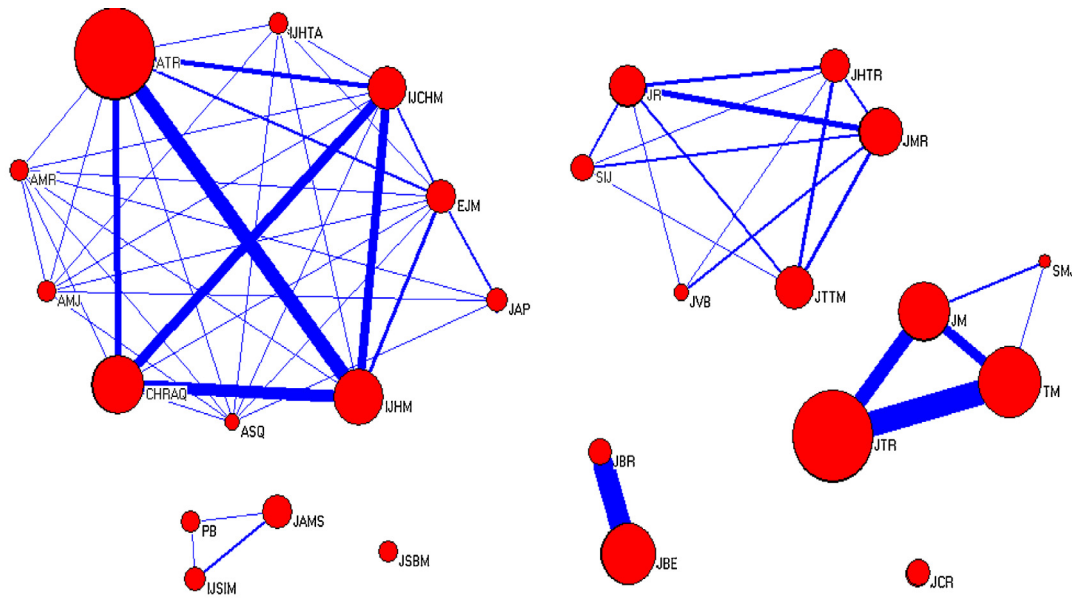 IJHTA
ATR
IJCHM
AMR
EJM
AMJ
JAP
CHRAQ
IJHM
ASQ
PB
JAMS
IJSIM
JSBM
JHTR
JR
JMR
SIJ
JVB
JTTM
SMJ
JM
TM
JTR
JBR
JBE
JCR